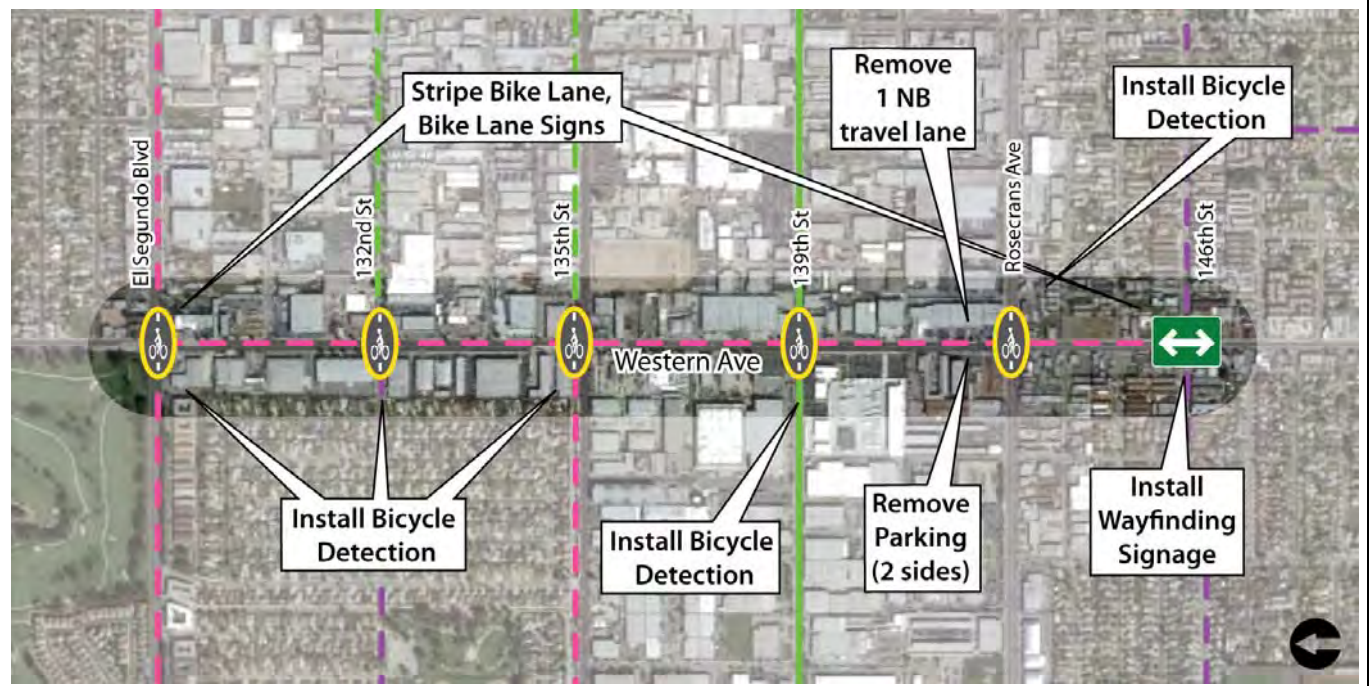 Stripe Bike Lane,
Bike Lane Signs
Remove
1 NB
travel lane
Install Bicycle
Detection
El Segundo Blvd
132nd St
135th St
139th St
Rosecrans Ave
146th St
Western Ave
Install Bicycle
Detection
Install Bicycle
Detection
Remove
Parking
(2 sides)
Install
Wayfinding
Signage